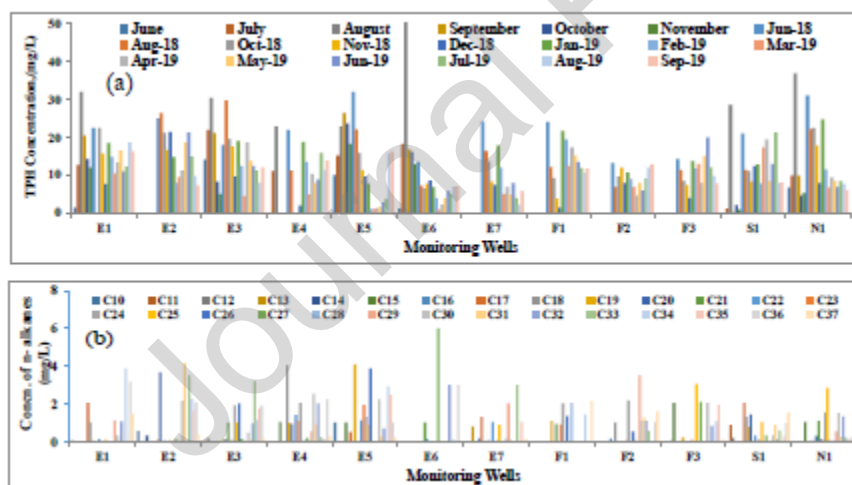 50 June July August September October November Jun-18
40 Aug-18 Oct-18 Nov-18 Dec-18 Jan-19 Feb-19 Mar-19
Apr-19 May-19 Jun-19 Jul-19 Aug-19 Sep-19
(a)
TPH Concentration,(mg/L)
30
20
10
0
E1 E2 E3 E4 E5 E6 E7 F1 F2 F3 S1 N1
Monitoring Wells
8 C10 C11 C12 C13 C14 C15 C16 C17 C18 C19 C20 C21 C22 C23
C24 C25 C26 C27 C28 C29 C30 C31 C32 C33 C34 C35 C36 C37
(b)
Concn. of n- alkanes
(mg/L)
6
4
2
0
E1 E2 E3 E4 E5 E6 E7 F1 F2 F3 S1 N1
Monitoring Wells
Journal